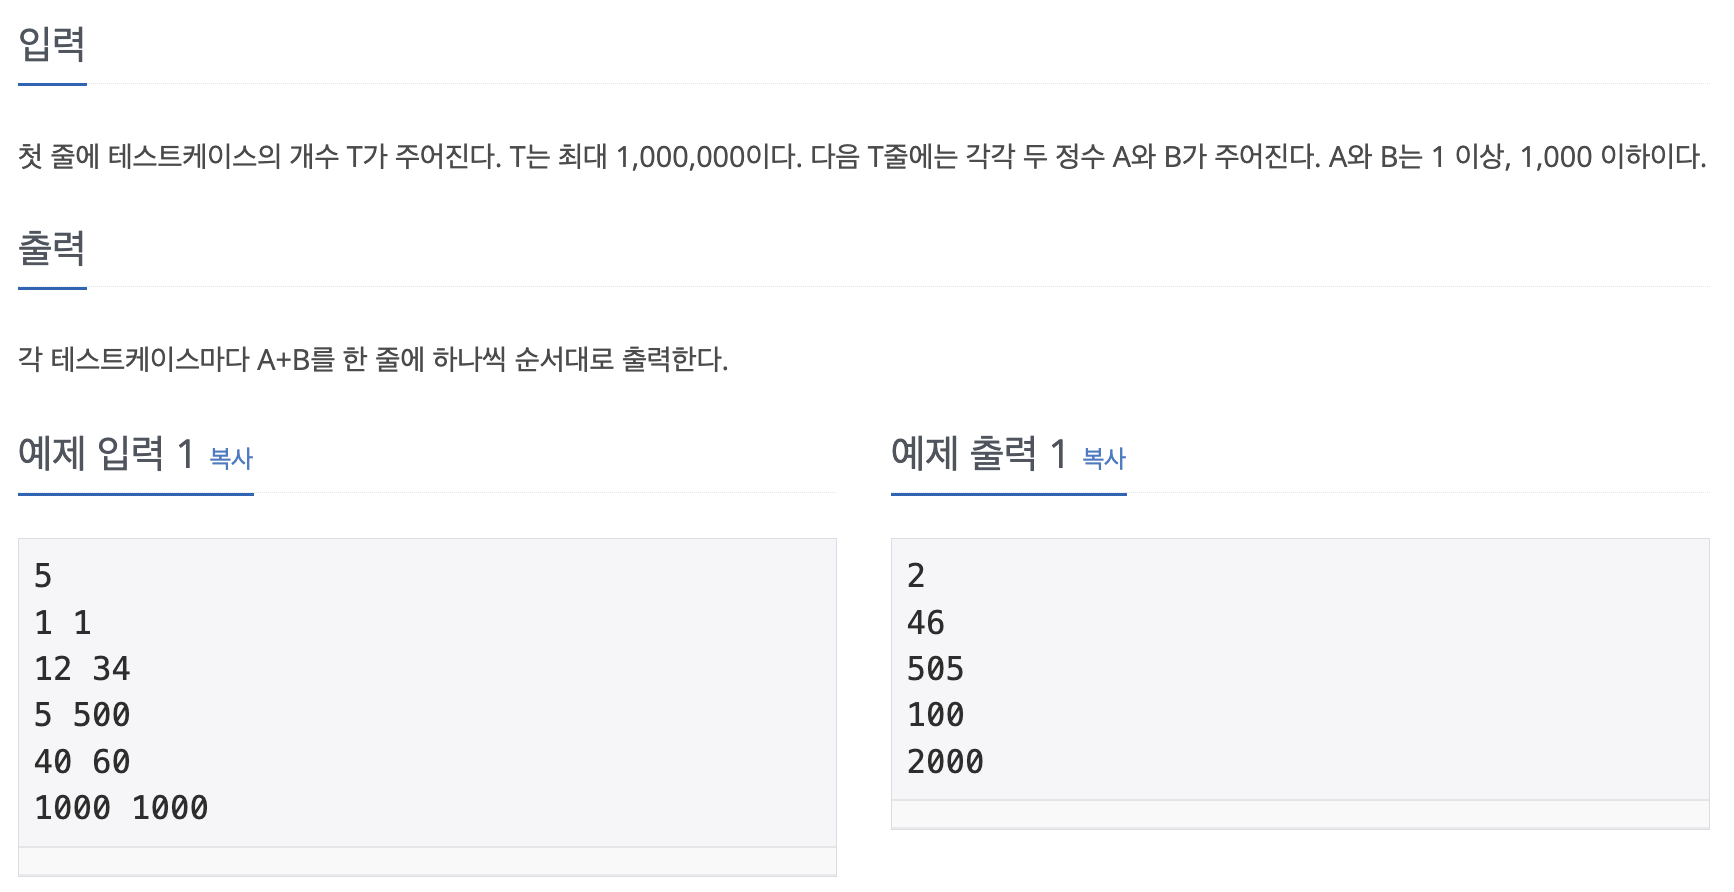 입력
첫 줄에 테스트케이스의 개수 T가 주어진다. T는 최대 1,000,000이다. 다음 T줄에는 각각 두 정수 A와 B가 주어진다. A와 B는 1 이상, 1,000 이하이다.
출력
각 테스트케이스마다 A+B를 한 줄에 하나씩 순서대로 출력한다.
예제 입력 1 복사
5
1 1
12 34
5 500
40 60
1000 1000
예제 출력 1 복사
2
46
505
100
2000